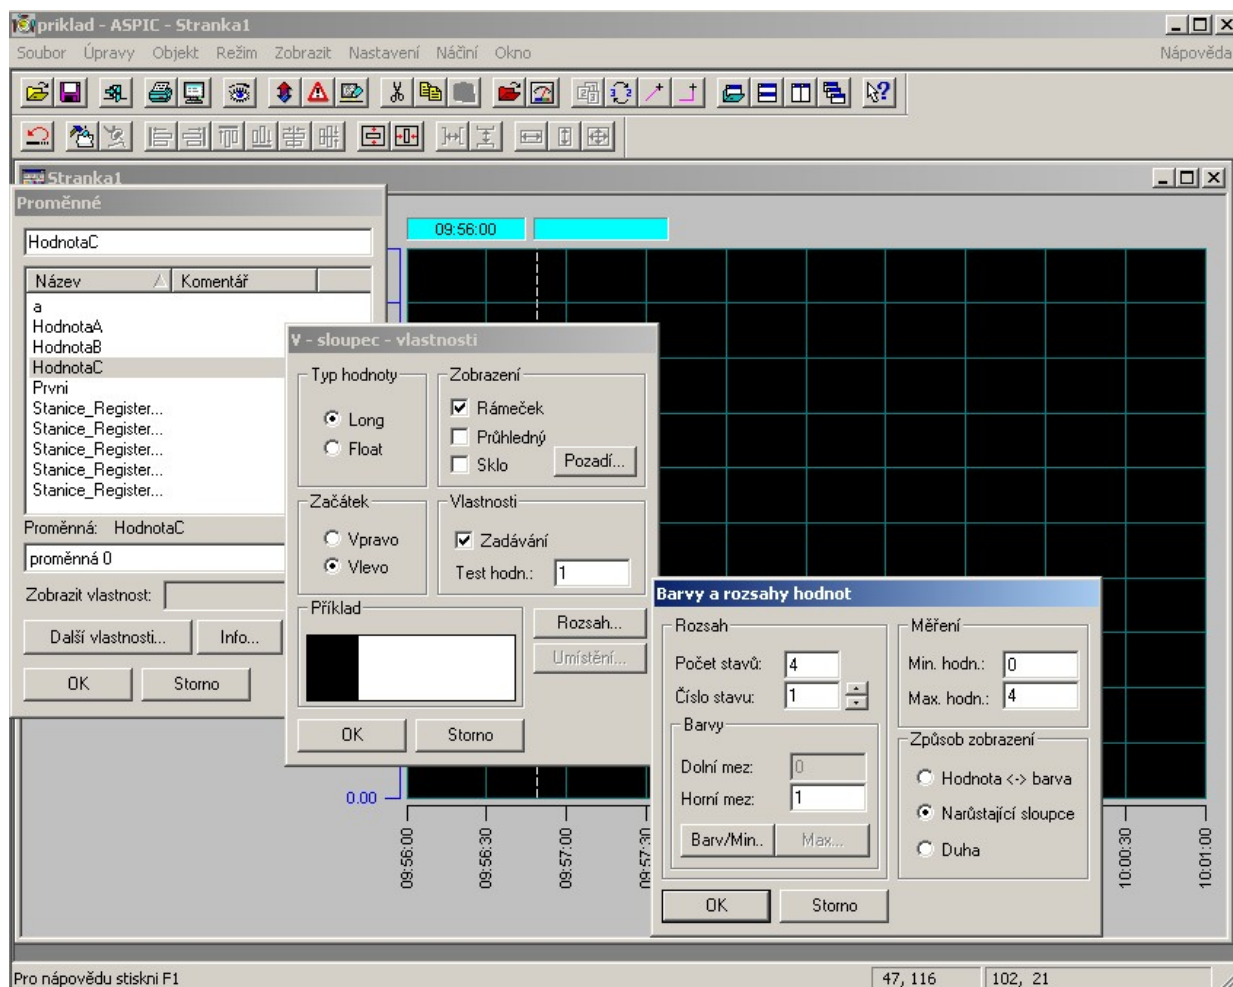 priklad - ASPIC - Stranka1
Soubor Úpravy Objekt Režim Zobrazit Nastavení Náčiní Okno Nápověda
Stranka1
Proměnné
HodnotaC
Název Komentář
a
HodnotaA
HodnotaB
HodnotaC
Prvni
Stanice_Register...
Stanice_Register...
Stanice_Register...
Stanice_Register...
Stanice_Register...
Proměnná: HodnotaC
proměnná 0
Zobrazit vlastnost:
Další vlastnosti... Info...
OK Storno
09:56:00
V - sloupec - vlastnosti
Typ hodnoty
Long
Float
Zobrazení
Rámeček
Průhledný
Sklo
Pozadí...
Začátek
Vpravo
Vlevo
Vlastnosti
Zadávání
Test hodn.: 1
Příklad
Rozsah...
Umístění...
OK Storno
Barvy a rozsahy hodnot
Rozsah
Počet stavů: 4
Číslo stavu: 1
Barvy
Dolní mez: 0
Horní mez: 1
Barv/Min.. Max...
Měření
Min. hodn.: 0
Max. hodn.: 4
Způsob zobrazení
Hodnota <-> barva
Narůstající sloupce
Duha
OK Storno
0.00
09:56:00 09:56:30 09:57:00 09:57:30 10:00:30 10:01:00
Pro nápovědu stiskni F1
47, 116 102, 21